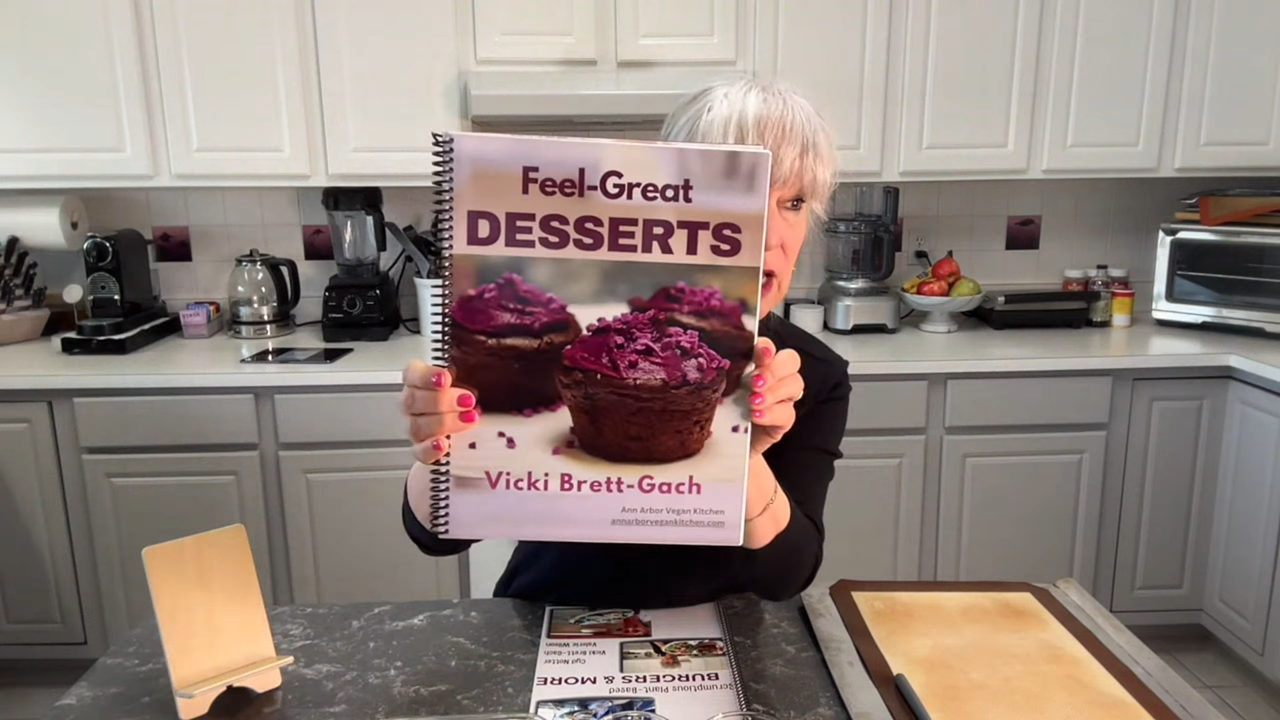 Feel-Great
DESSERTS
Vicki Brett-Gach
Ann Arbor Vegan Kitchen
annarborvegankitchen.com
Scrumptious Plant-Based
BURGERS & MORE
Cyd Notter
Vicki Brett-Gach
Valerie Wilson